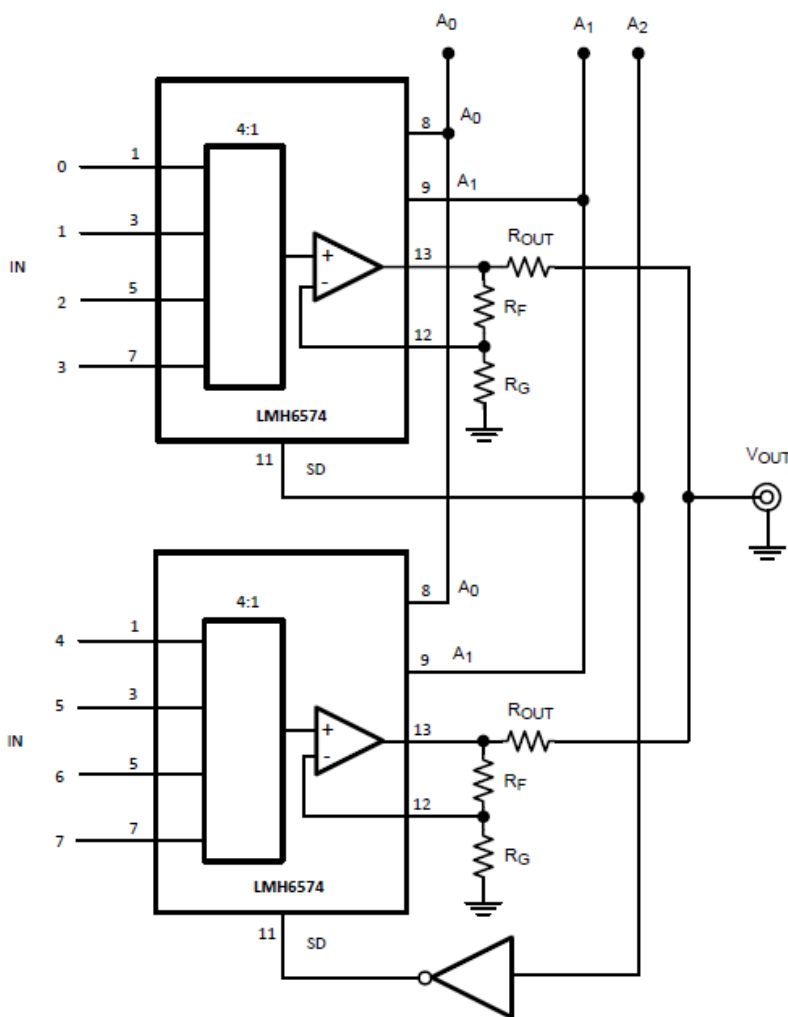 A0 A1 A2
4:1
8 A0
0 1
9 A1
1 3
13 ROUT
IN
+
-
2 5
RF
12
3 7
RG
LMH6574
11 SD
VOUT
8 A0
4:1
4 1
9 A1
5 3
13 ROUT
IN
+
-
6 5
RF
12
7 7
RG
LMH6574
11 SD